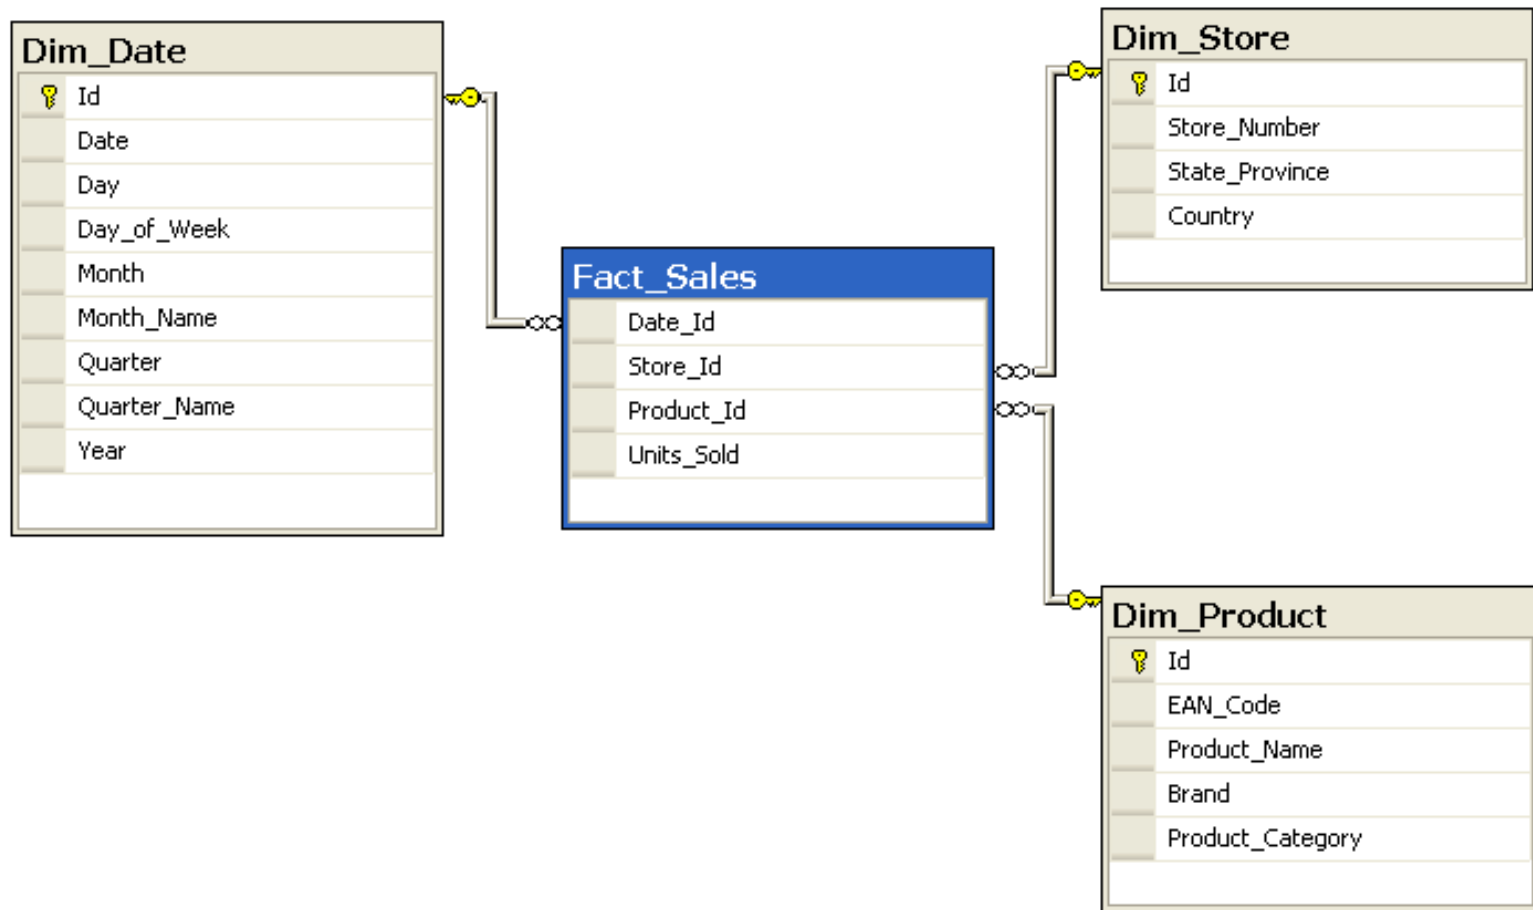 Dim_Date
Id
Date
Day
Day_of_Week
Month
Month_Name
Quarter
Quarter_Name
Year
Fact_Sales
Date_Id
Store_Id
Product_Id
Units_Sold
Dim_Store
Id
Store_Number
State_Province
Country
Dim_Product
Id
EAN_Code
Product_Name
Brand
Product_Category